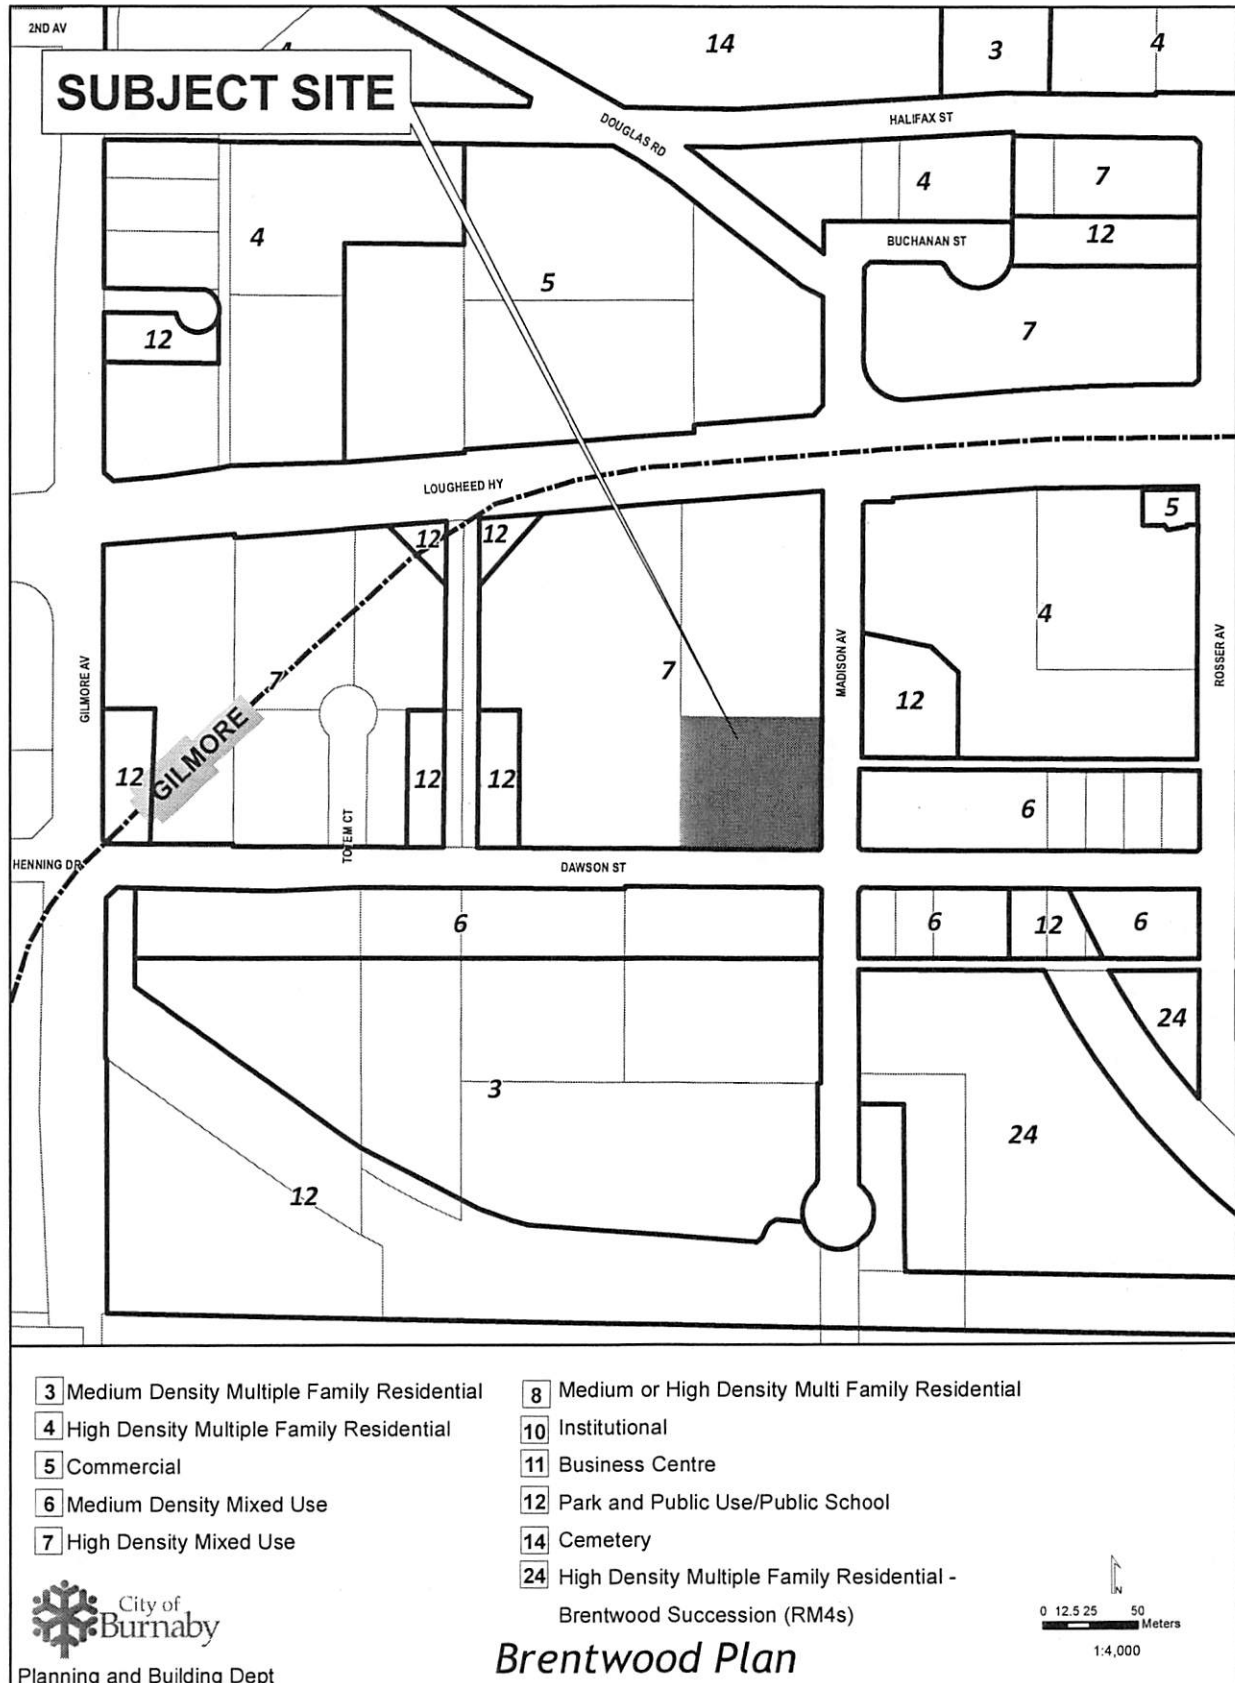 2ND AV
4
14
3
4
SUBJECT SITE
HALIFAX ST
DOUGLAS RD
4
7
4
BUCHANAN ST
12
5
12
7
LOUGHEED HY
5
12
12
4
GILMORE AV
MADISON AV
ROSSER AV
7
7
12
GILMORE
12
12
12
6
TOTEM CT
HENNING DR
DAWSON ST
6
6
12
6
24
3
24
12
3 Medium Density Multiple Family Residential
4 High Density Multiple Family Residential
5 Commercial
6 Medium Density Mixed Use
7 High Density Mixed Use
8 Medium or High Density Multi Family Residential
10 Institutional
11 Business Centre
12 Park and Public Use/Public School
14 Cemetery
24 High Density Multiple Family Residential -
Brentwood Succession (RM4s)
City of
Burnaby
Planning and Building Dept
Brentwood Plan
N
0 12.5 25 50
Meters
1:4,000